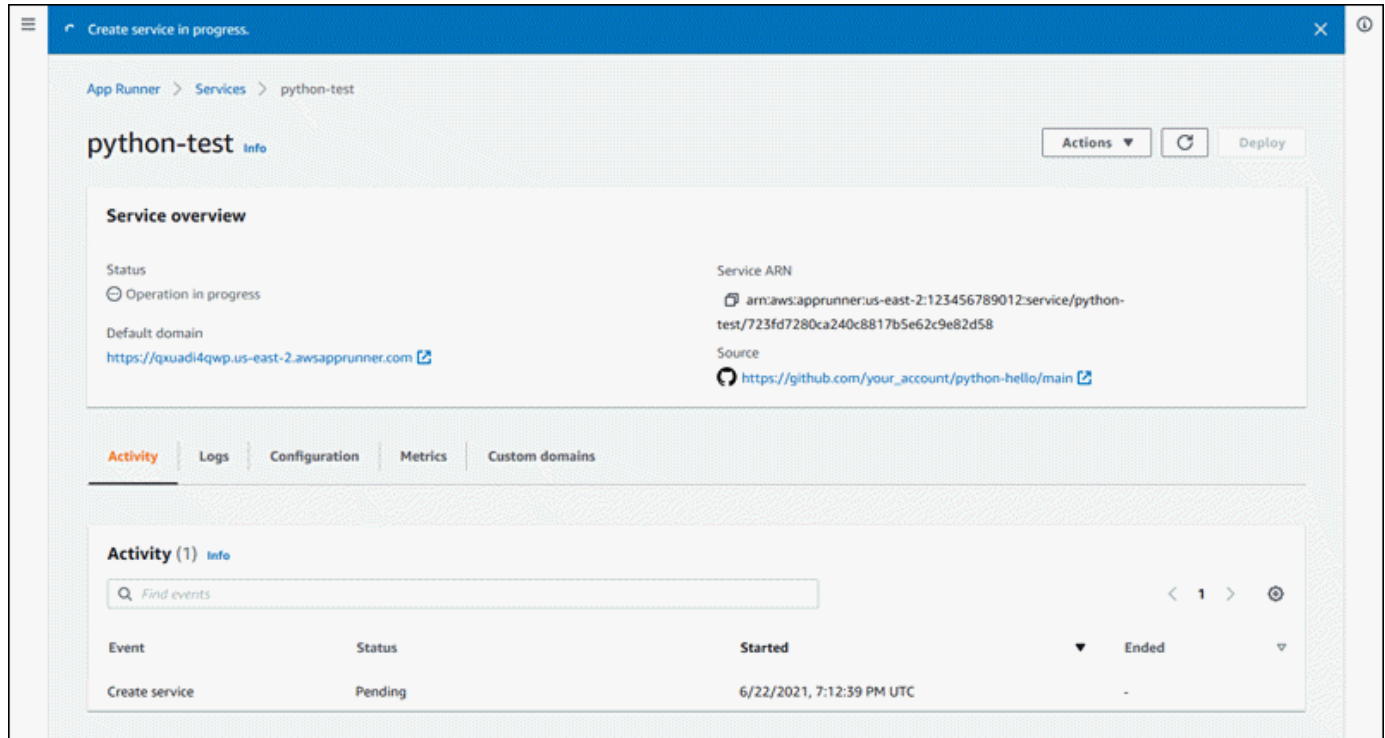 Create service in progress.
App Runner > Services > python-test
python-test Info
Actions
Deploy
Service overview
Status
Operation in progress
Default domain
https://qxuadi4qwp.us-east-2.awsapprunner.com
Service ARN
arn:aws:apprunner:us-east-2:123456789012:service/python-
test/723fd7280ca240c8817b5e62c9e82d58
Source
https://github.com/your_account/python-hello/main
Activity Logs Configuration Metrics Custom domains
Activity (1) Info
Find events
< 1 >
Event Status Started Ended
Create service Pending 6/22/2021, 7:12:39 PM UTC -